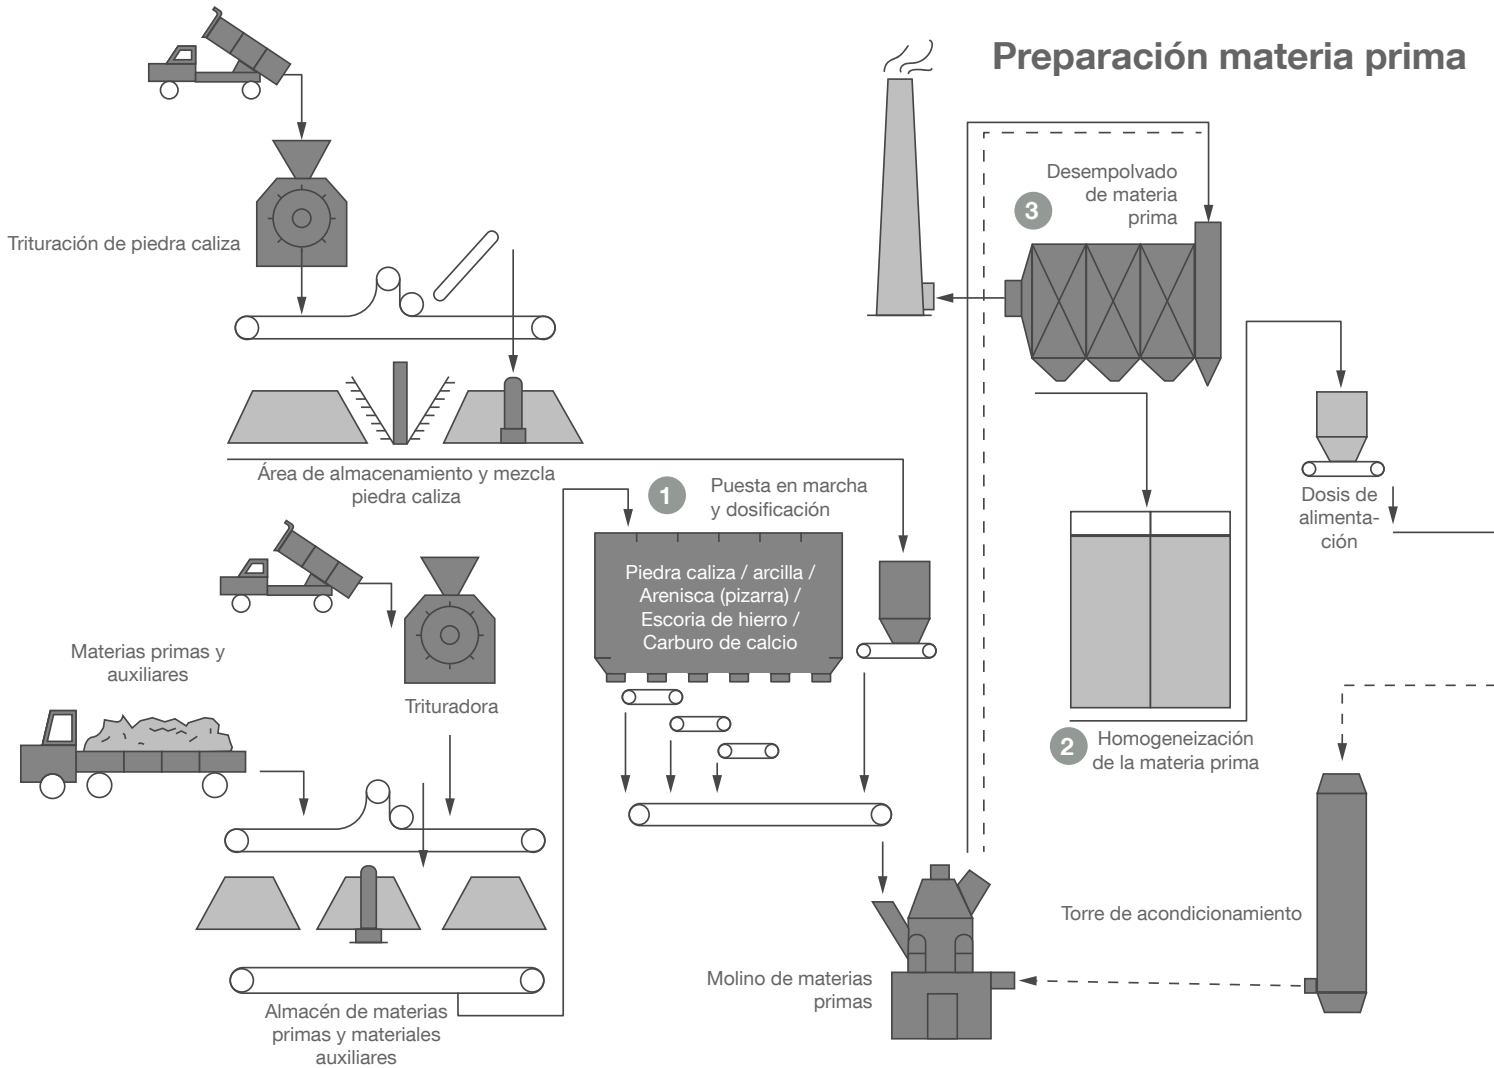 Preparación materia prima
Desempolvado
de materia
prima
3
Trituración de piedra caliza
Área de almacenamiento y mezcla
piedra caliza
1
Puesta en marcha
y dosificación
Dosis de
alimenta-
ción
Piedra caliza / arcilla /
Arenisca (pizarra) /
Escoria de hierro /
Carburo de calcio
Materias primas y
auxiliares
Trituradora
2
Homogeneización
de la materia prima
Torre de acondicionamiento
Molino de materias
primas
Almacén de materias
primas y materiales
auxiliares